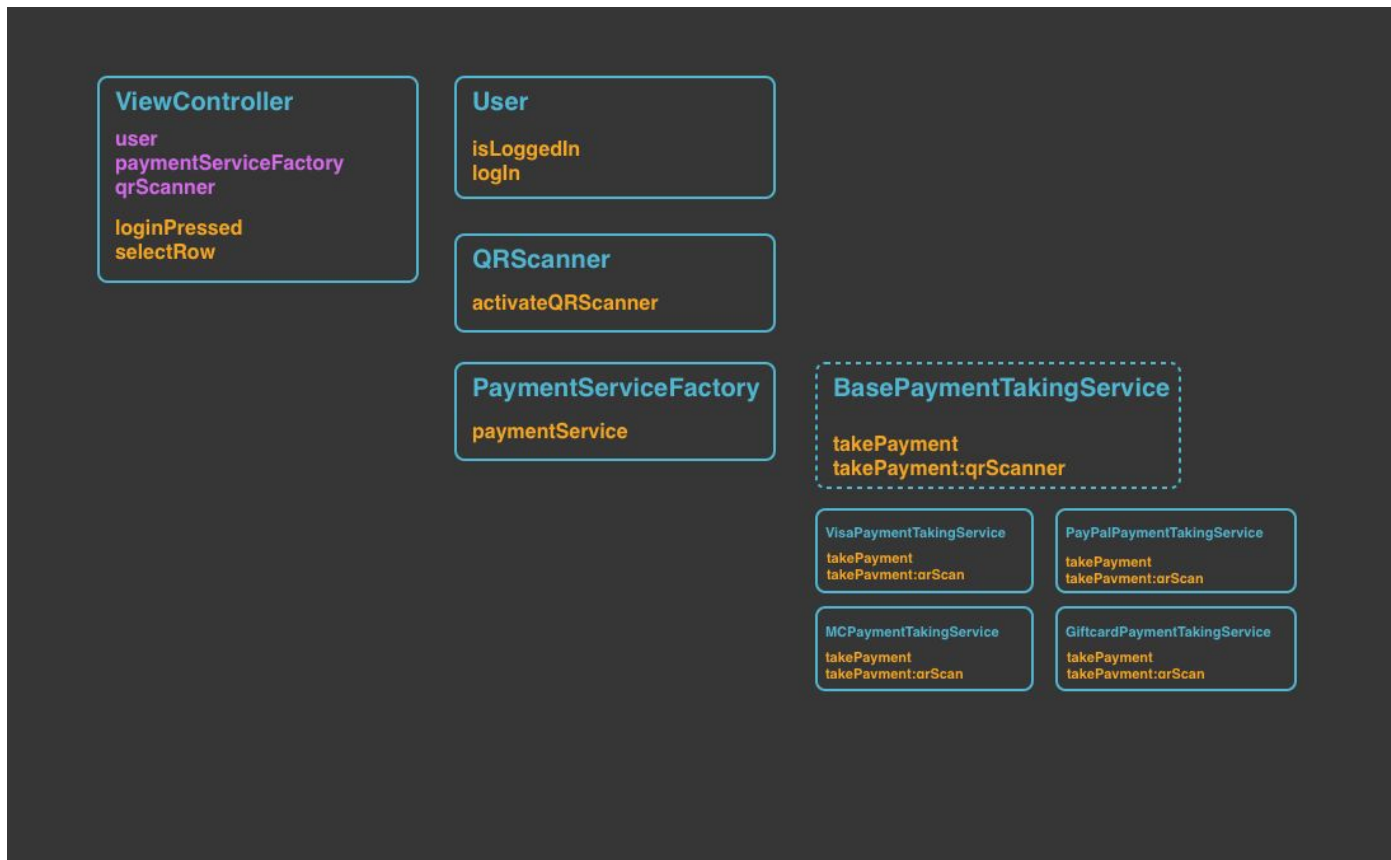 ViewController
user
paymentServiceFactory
qrScanner
loginPressed
selectRow
User
isLoggedIn
logIn
QRScanner
activateQRScanner
PaymentServiceFactory
paymentService
BasePaymentTakingService
takePayment
takePayment:qrScanner
VisaPaymentTakingService
takePayment
takePayment:qrScan
PayPalPaymentTakingService
takePayment
takePayment:qrScan
MCPaymentTakingService
takePayment
takePayment:qrScan
GiftcardPaymentTakingService
takePayment
takePayment:qrScan